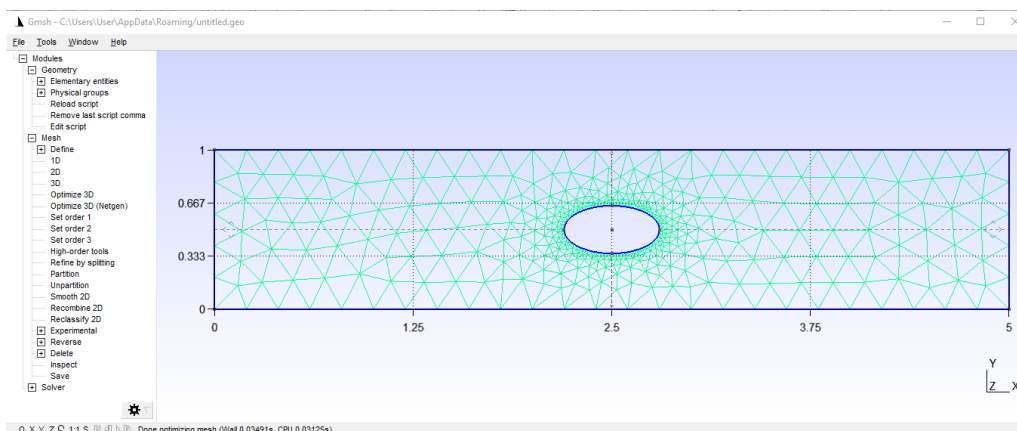 Gmsh - C:\Users\User\AppData\Roaming/untitled.geo
File Tools Window Help
Modules
Geometry
Elementary entities
Physical groups
Reload script
Remove last script comma
Edit script
Mesh
Define
1D
2D
3D
Optimize 3D
Optimize 3D (Netgen)
Set order 1
Set order 2
Set order 3
High-order tools
Refine by splitting
Partition
Unpartition
Smooth 2D
Recombine 2D
Reclassify 2D
Experimental
Reverse
Delete
Inspect
Save
Solver
1
0.667
0.333
0
0 1.25 2.5 3.75 5
Y
Z X
O X Y Z 1:1 S Done optimizing mesh (Wall 0.03491s, CPU 0.03125s)